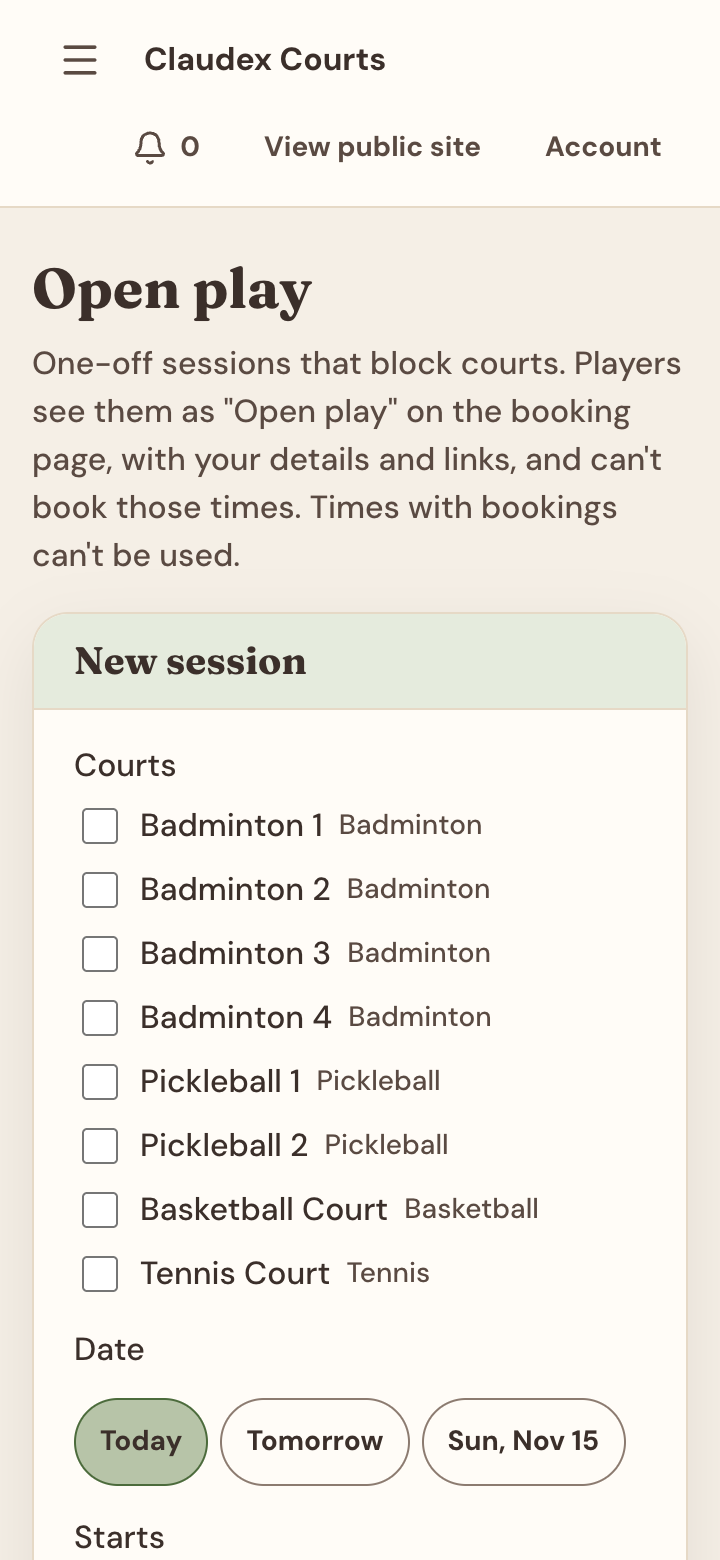 Claudex Courts
0 View public site Account
Open play
One-off sessions that block courts. Players
see them as "Open play" on the booking
page, with your details and links, and can't
book those times. Times with bookings
can't be used.
New session
Courts
Badminton 1 Badminton
Badminton 2 Badminton
Badminton 3 Badminton
Badminton 4 Badminton
Pickleball 1 Pickleball
Pickleball 2 Pickleball
Basketball Court Basketball
Tennis Court Tennis
Date
Today Tomorrow Sun, Nov 15
Starts